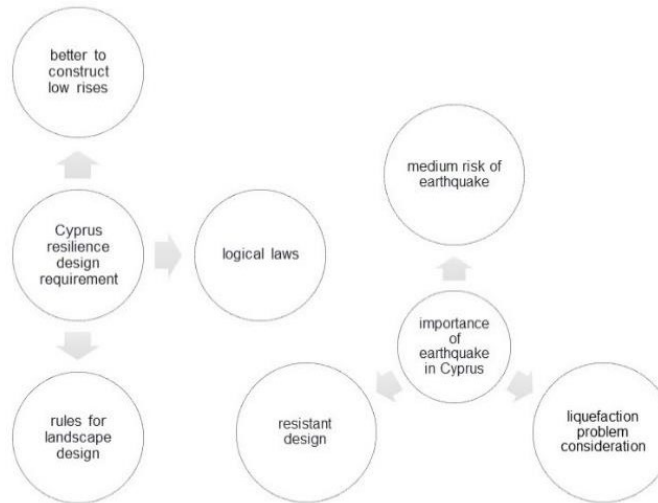 better to
construct
low rises
Cyprus
resilience
design
requirement
logical laws
rules for
landscape
design
medium risk of
earthquake
importance
of
earthquake
in Cyprus
resistant
design
liquefaction
problem
consideration